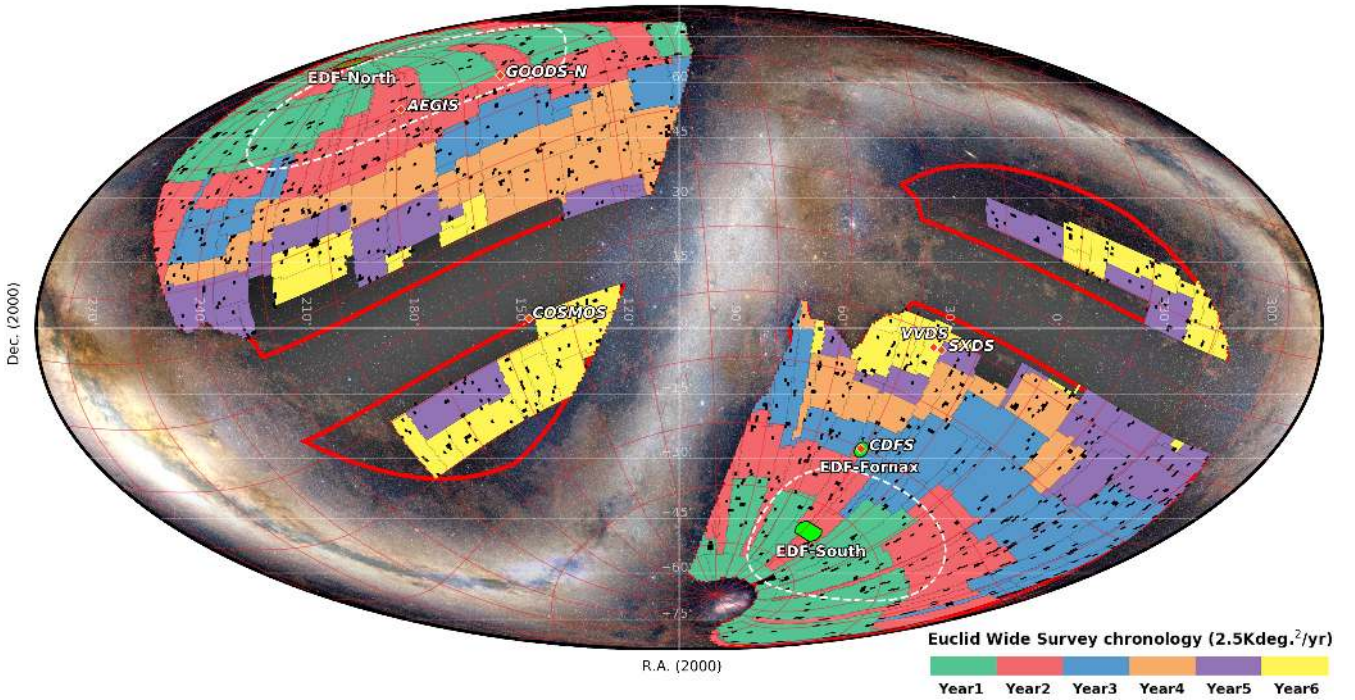 EDF-North
GOODS-N
AEGIS
60°
45°
30°
15°
270°
240°
210°
180°
150°
120°
COSMOS
90°
60°
VVDS
30°
SXDS
0°
330°
300°
-15°
-30°
CDFS
EDF-Fornax
-45°
EDF-South
-60°
-75°
Dec. (2000)
R.A. (2000)
Euclid Wide Survey chronology (2.5Kdeg.²/yr)
Year1 Year2 Year3 Year4 Year5 Year6